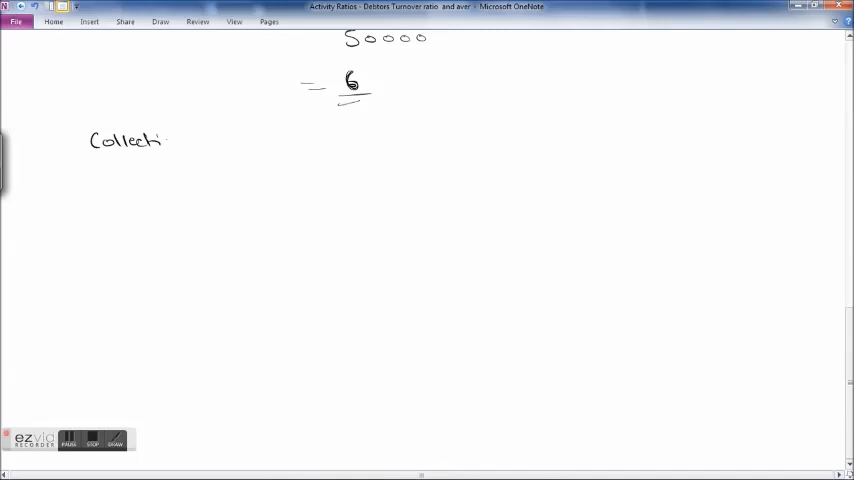 Activity Ratios - Debtors Turnover ratio and aver - Microsoft OneNote
File Home Insert Share Draw Review View Pages
50000
= 6
Collecti
ezvid
RECORDER
PAUSE STOP DRAW